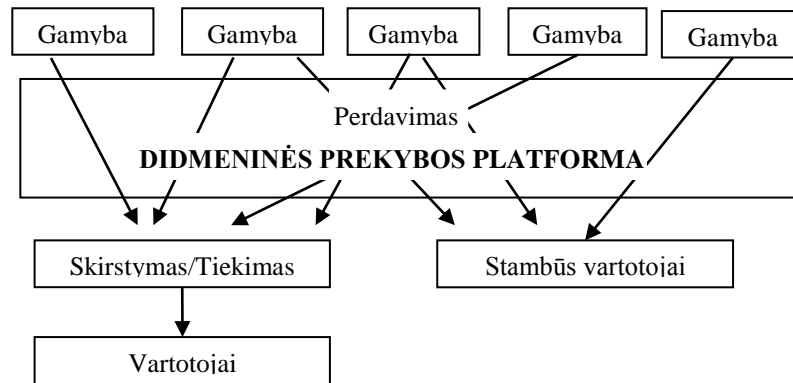 Gamyba Gamyba Gamyba Gamyba Gamyba
Perdavimas
DIDMENINĖS PREKYBOS PLATFORMA
Skirstymas/Tiekimas Stambūs vartotojai
Vartotojai